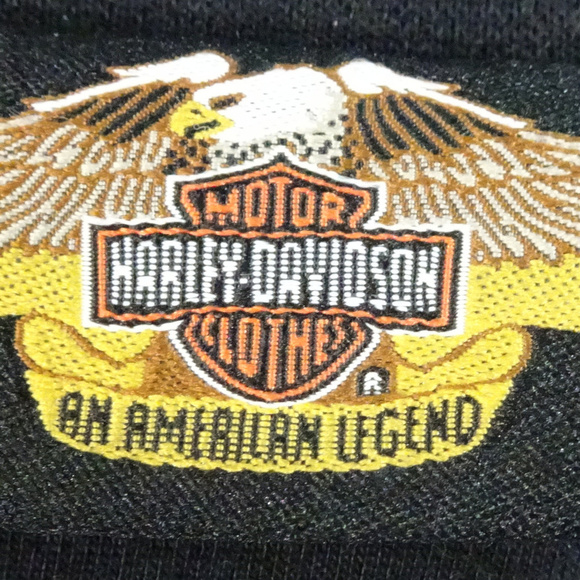 MOTOR
HARLEY-DAVIDSON
CLOTHES
®
AN AMERICAN LEGEND